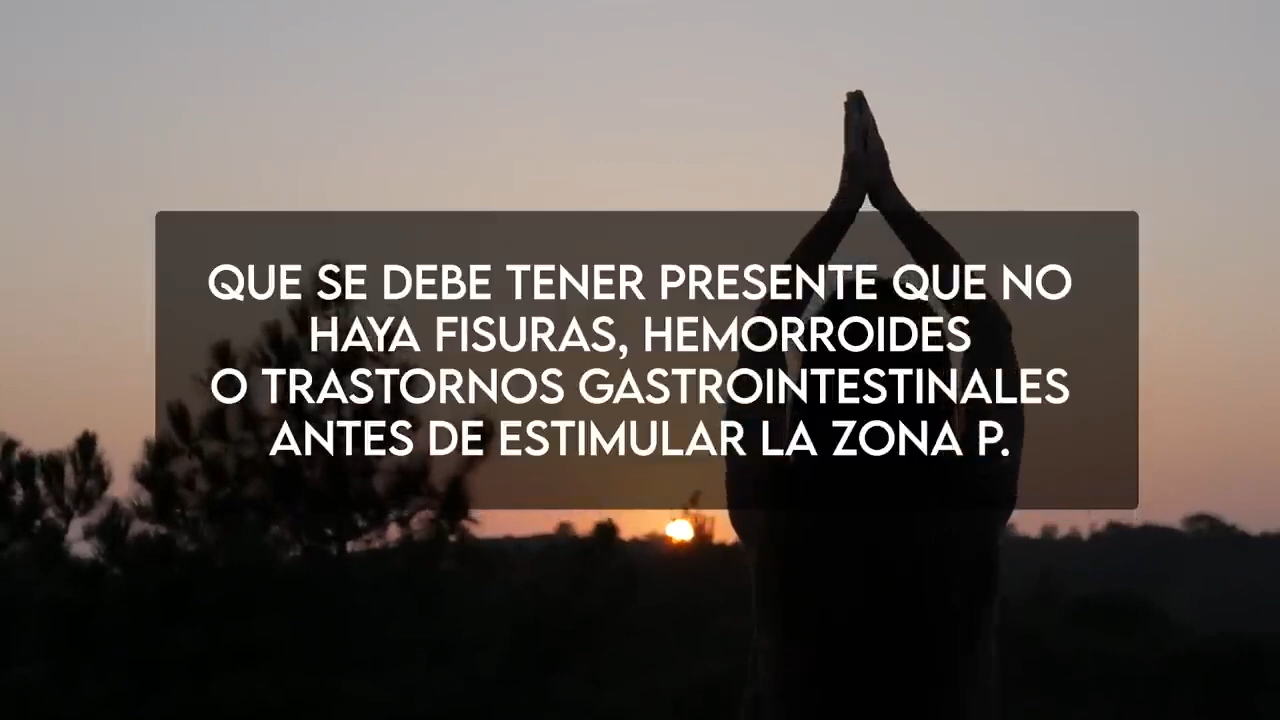 QUE SE DEBE TENER PRESENTE QUE NO
HAYA FISURAS, HEMORROIDES
O TRASTORNOS GASTROINTESTINALES
ANTES DE ESTIMULAR LA ZONA P.